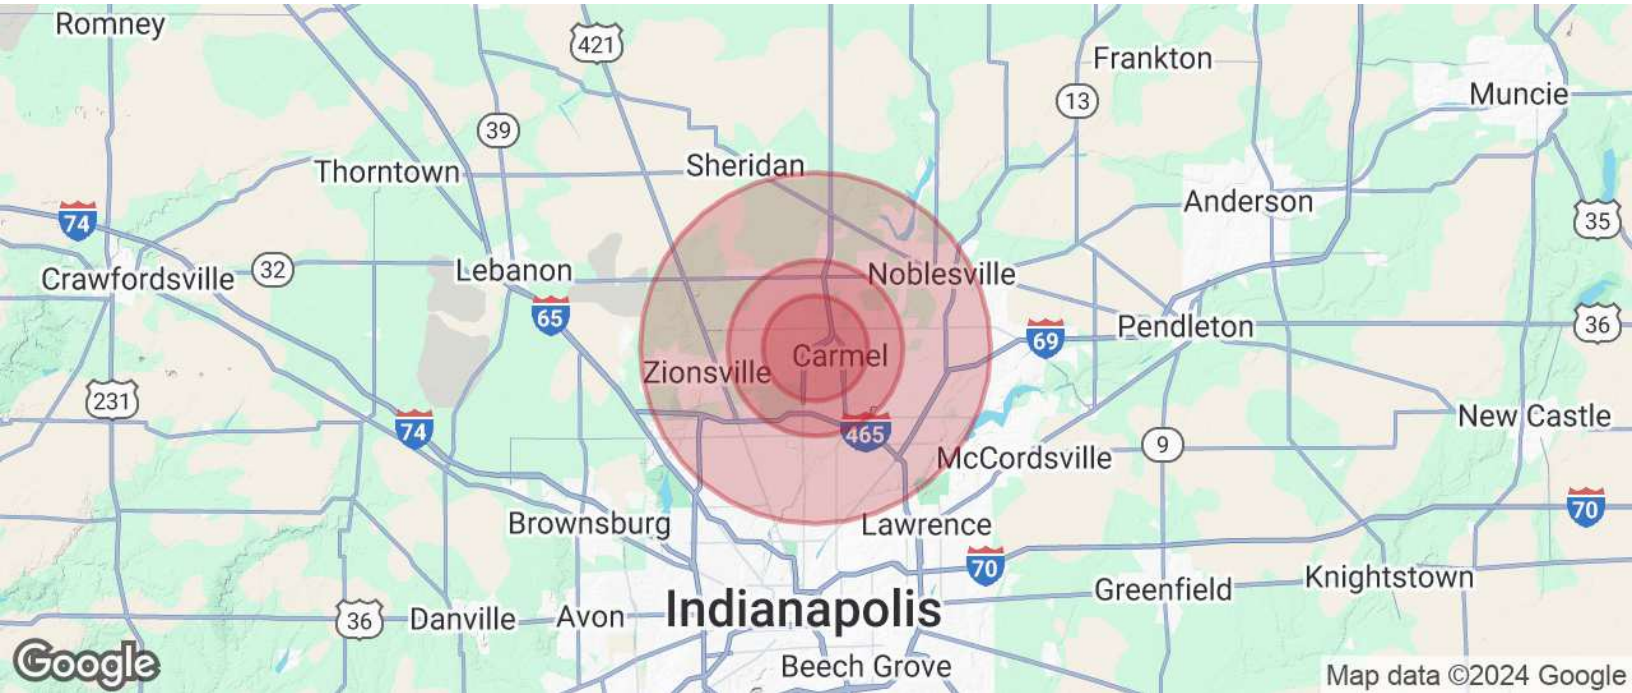 Romney
421
Frankton
Muncie
13
39
Sheridan
Thorntown
Anderson
74
35
32
Lebanon
Noblesville
Crawfordsville
65
Pendleton
36
69
Carmel
Zionsville
231
New Castle
74
465
9
McCordsville
70
Brownsburg
Lawrence
70
Knightstown
Greenfield
Indianapolis
36
Danville
Avon
Beech Grove
Google
Map data ©2024 Google